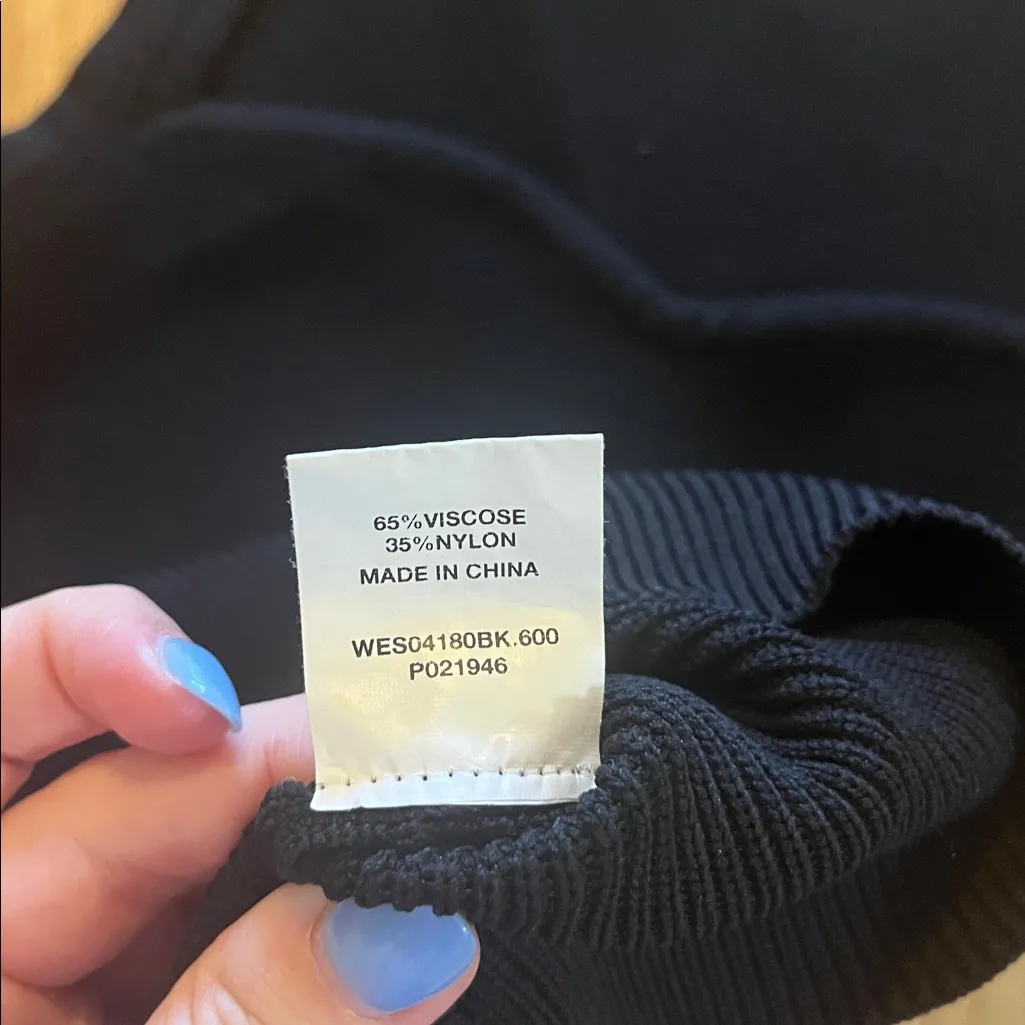 65%VISCOSE
35%NYLON
MADE IN CHINA
WES04180BK.600
P021946